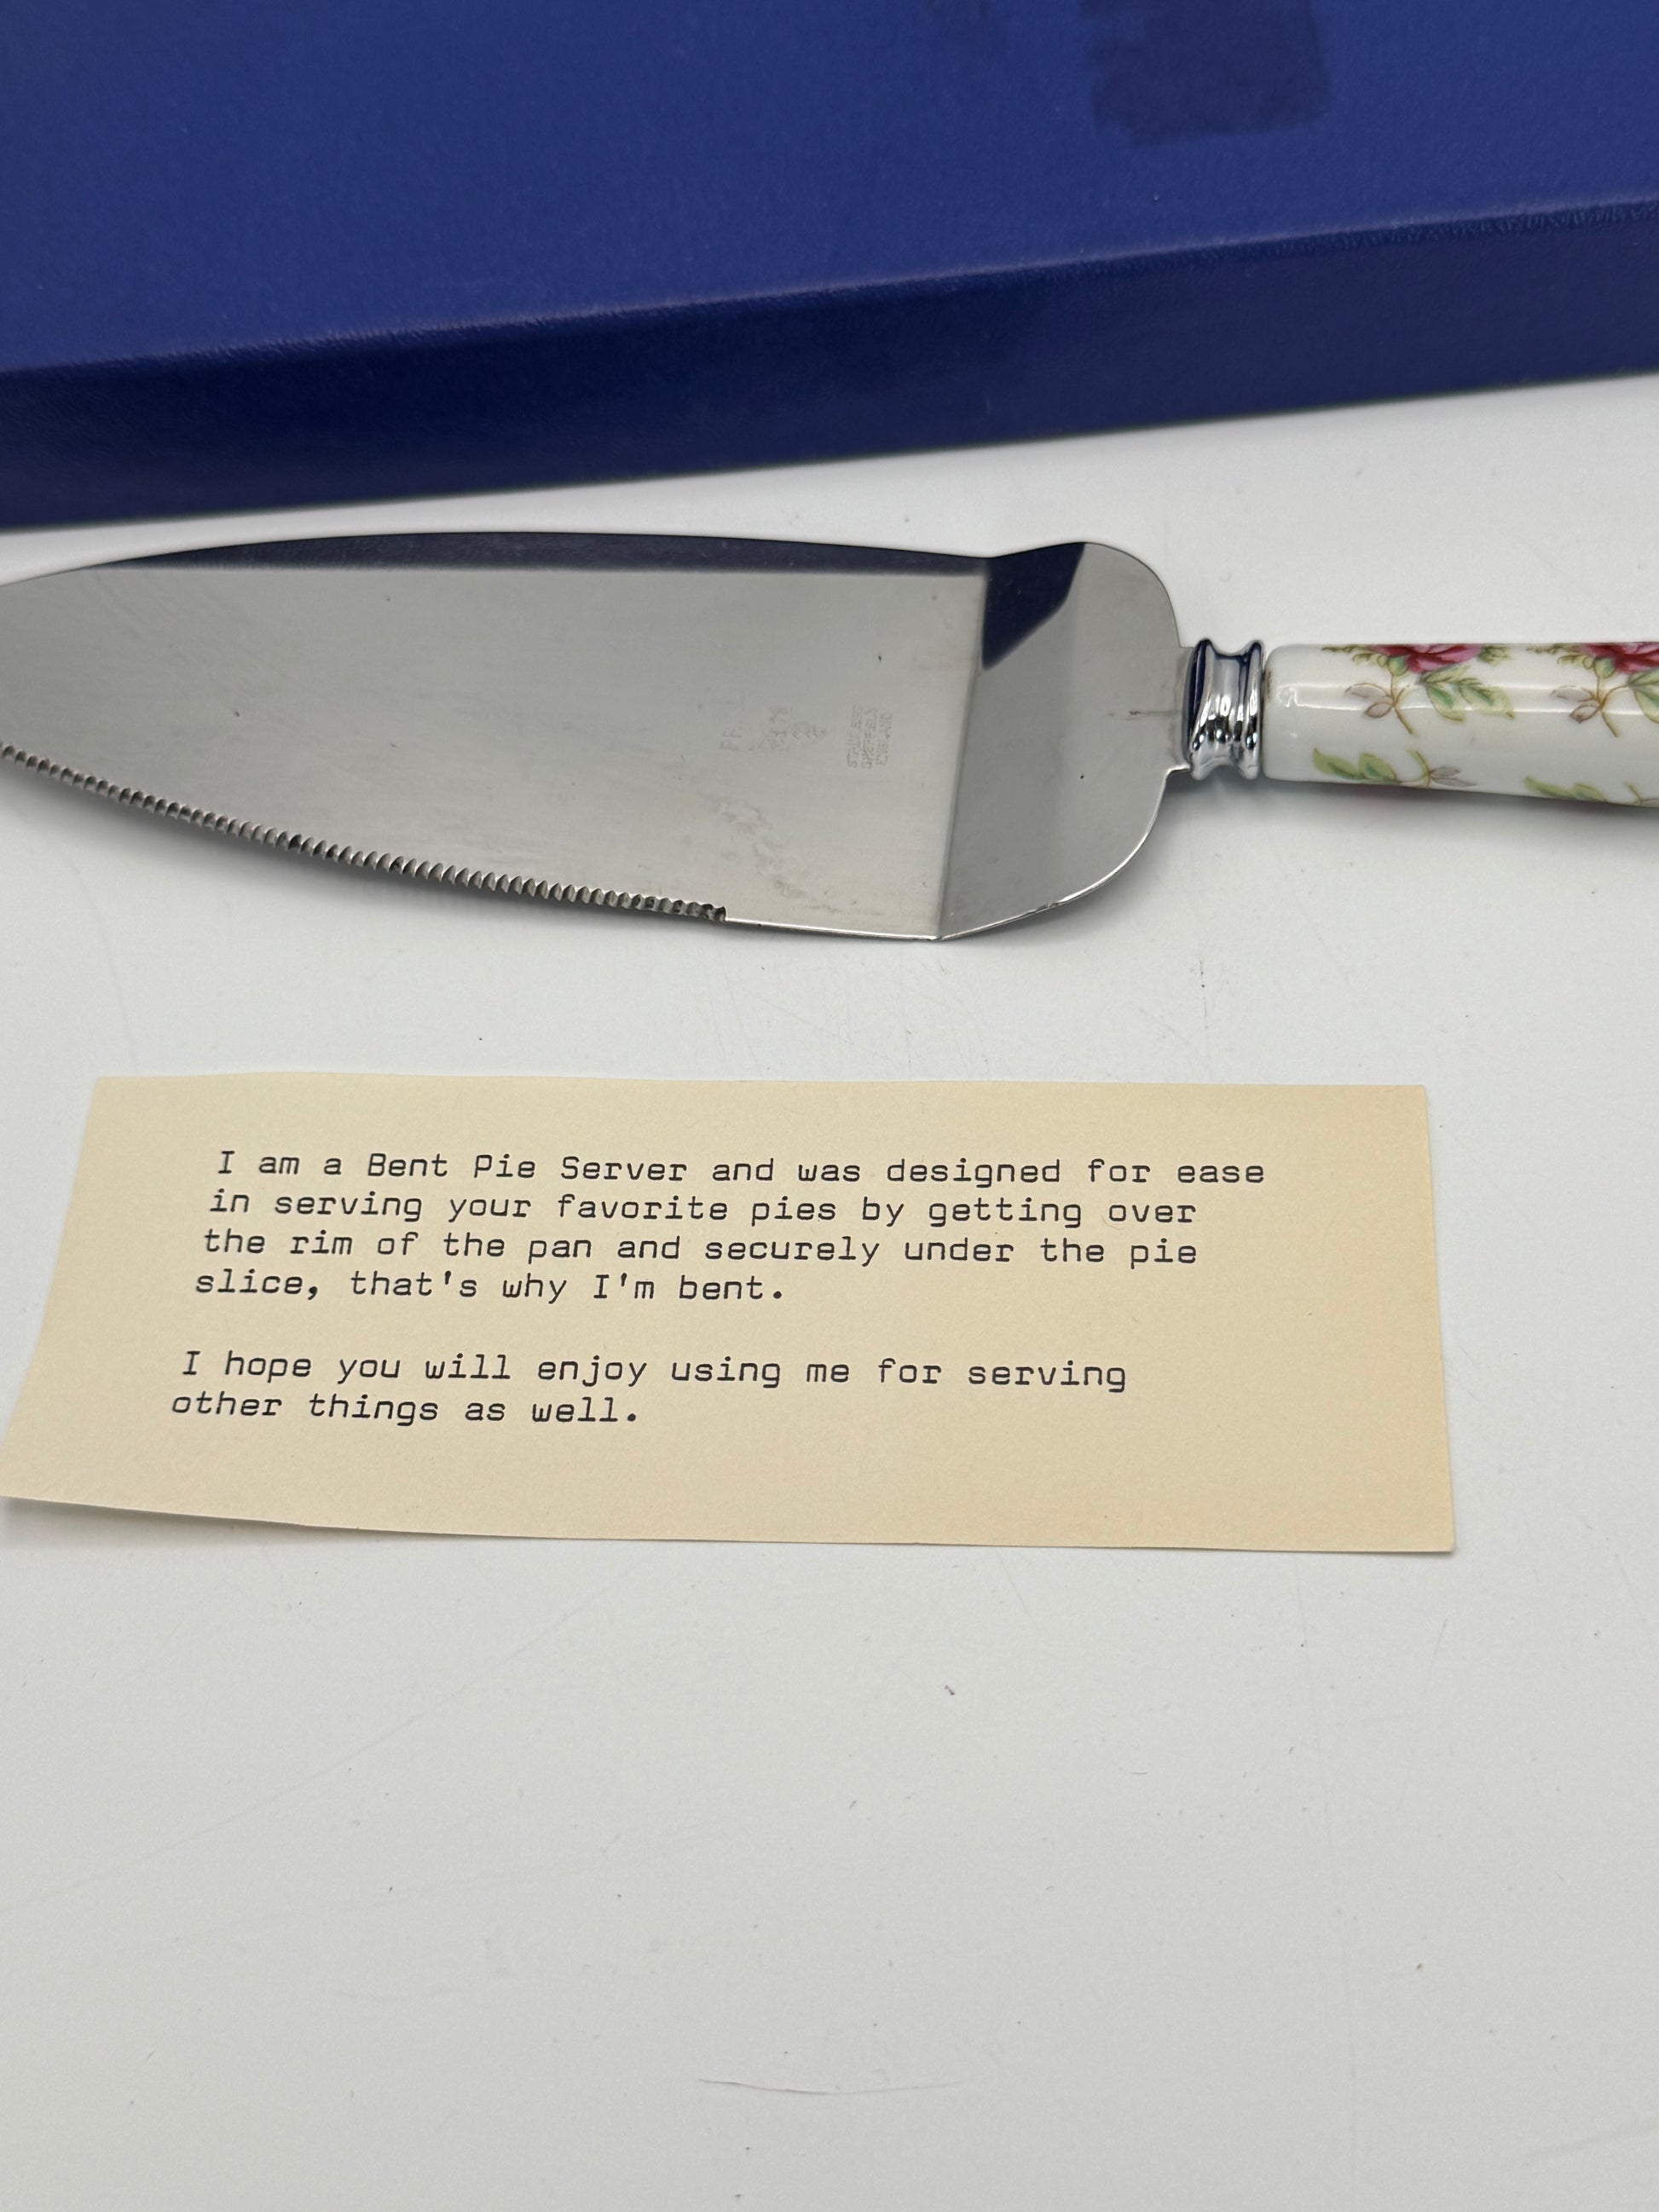 I am a Bent Pie Server and was designed for ease
in serving your favorite pies by getting over
the rim of the pan and securely under the pie
slice, that's why I'm bent.
I hope you will enjoy using me for serving
other things as well.